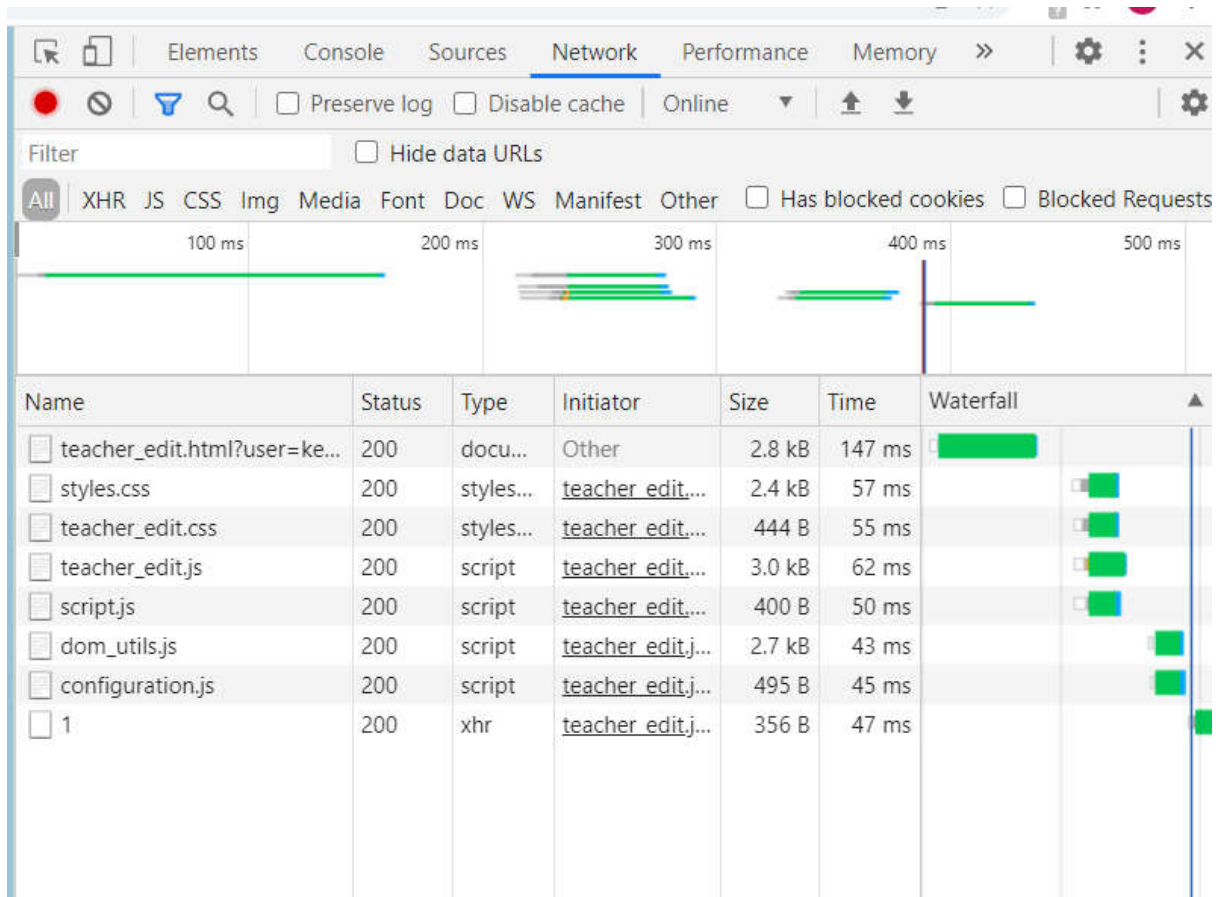 Elements Console Sources Network Performance Memory »
Preserve log Disable cache Online
Filter Hide data URLs
All XHR JS CSS Img Media Font Doc WS Manifest Other Has blocked cookies Blocked Requests
100 ms 200 ms 300 ms 400 ms 500 ms
Name Status Type Initiator Size Time Waterfall
teacher_edit.html?user=ke... 200 docu... Other 2.8 kB 147 ms
styles.css 200 styles... teacher_edit.... 2.4 kB 57 ms
teacher_edit.css 200 styles... teacher_edit.... 444 B 55 ms
teacher_edit.js 200 script teacher_edit.... 3.0 kB 62 ms
script.js 200 script teacher_edit.... 400 B 50 ms
dom_utils.js 200 script teacher_edit.j... 2.7 kB 43 ms
configuration.js 200 script teacher_edit.j... 495 B 45 ms
1 200 xhr teacher_edit.j... 356 B 47 ms